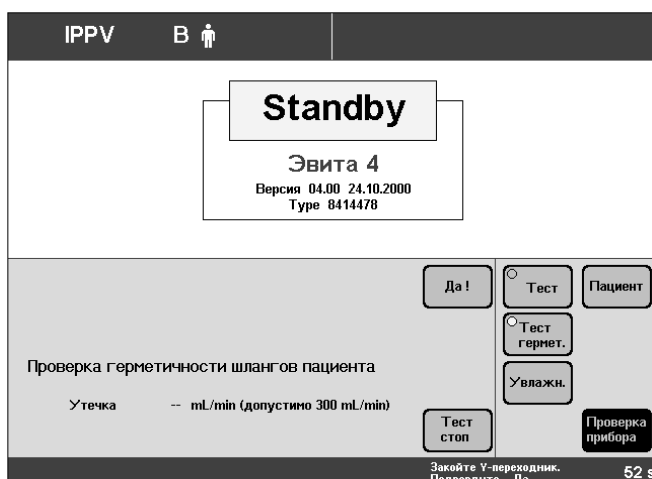 IPPV B
Standby
Эвита 4
Версия 04.00 24.10.2000
Type 8414478
Да !
Тест
Пациент
Тест
гермет.
Проверка герметичности шлангов пациента
Увлажн.
Утечка -- mL/min (допустимо 300 mL/min)
Тест
стоп
Проверка
прибора
Закойте Y-переходник.
52 s